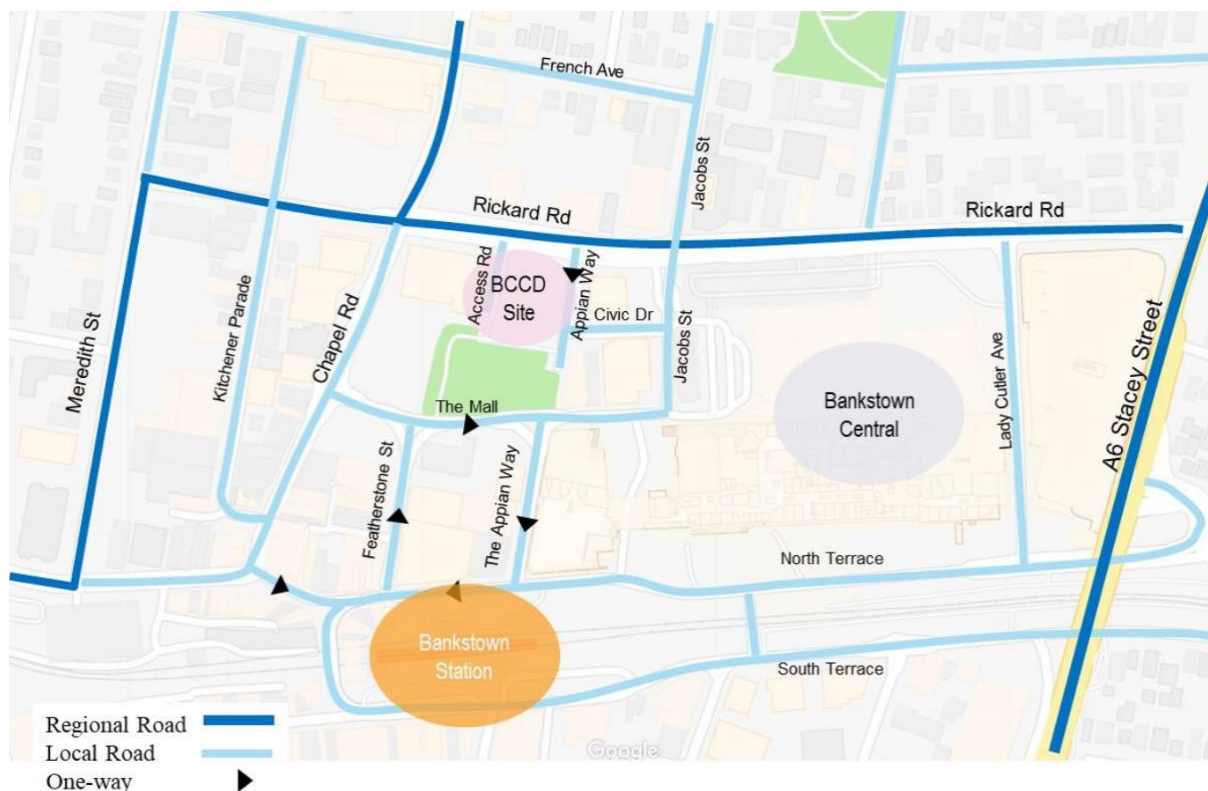 French Ave
Jacobs St
Rickard Rd
Rickard Rd
Access Rd
BCCD
Site
Appian Way
Civic Dr
Jacobs St
Meredith St
Kitchener Parade
Chapel Rd
The Mall
Bankstown
Central
Lady Cutler Ave
A6 Stacey Street
Featherstone St
The Appian Way
North Terrace
Bankstown
Station
South Terrace
Google
Regional Road
Local Road
One-way